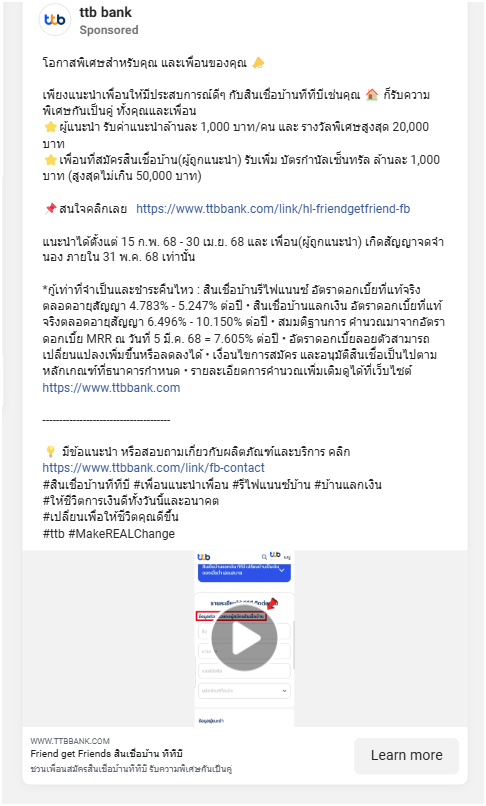 ttb
ttb bank
Sponsored
โอกาสพิเศษสำหรับคุณ และเพื่อนของคุณ 📣
เพียงแนะนำเพื่อนให้มีประสบการณ์ดีๆ กับสินเชื่อบ้านทีทีบีเช่นคุณ 🏠 ก็รับความ
พิเศษกันเป็นคู่ ทั้งคุณและเพื่อน
⭐ผู้แนะนำ รับค่าแนะนำล้านละ 1,000 บาท/คน และ รางวัลพิเศษสูงสุด 20,000
บาท
⭐เพื่อนที่สมัครสินเชื่อบ้าน(ผู้ถูกแนะนำ) รับเพิ่ม บัตรกำนัลเซ็นทรัล ล้านละ 1,000
บาท (สูงสุดไม่เกิน 50,000 บาท)
📌สนใจคลิกเลย https://www.ttbbank.com/link/hl-friendgetfriend-fb
แนะนำได้ตั้งแต่ 15 ก.พ. 68 - 30 เม.ย. 68 และ เพื่อน(ผู้ถูกแนะนำ) เกิดสัญญาจดจำ
นอง ภายใน 31 พ.ค. 68 เท่านั้น
*กู้เท่าที่จำเป็นและชำระคืนไหว : สินเชื่อบ้านรีไฟแนนซ์ อัตราดอกเบี้ยที่แท้จริง
ตลอดอายุสัญญา 4.783% - 5.247% ต่อปี • สินเชื่อบ้านแลกเงิน อัตราดอกเบี้ยที่แท้
จริงตลอดอายุสัญญา 6.496% - 10.150% ต่อปี • สมมติฐานการ คำนวณมาจากอัตรา
ดอกเบี้ย MRR ณ วันที่ 5 มี.ค. 68 = 7.605% ต่อปี • อัตราดอกเบี้ยลอยตัวสามารถ
เปลี่ยนแปลงเพิ่มขึ้นหรือลดลงได้ • เงื่อนไขการสมัคร และอนุมัติสินเชื่อเป็นไปตาม
หลักเกณฑ์ที่ธนาคารกำหนด • รายละเอียดการคำนวณเพิ่มเติมดูได้ที่เว็บไซต์
https://www.ttbbank.com
--------------------------------------
💡 มีข้อแนะนำ หรือสอบถามเกี่ยวกับผลิตภัณฑ์และบริการ คลิก
https://www.ttbbank.com/link/fb-contact
#สินเชื่อบ้านทีทีบี #เพื่อนแนะนำเพื่อน #รีไฟแนนซ์บ้าน #บ้านแลกเงิน
#ให้ชีวิตการเงินดีทั้งวันนี้และอนาคต
#เปลี่ยนเพื่อให้ชีวิตคุณดีขึ้น
#ttb #MakeREALChange
ttb
ttb
WWW.TTBBANK.COM
Friend get Friends สินเชื่อบ้าน ทีทีบี
ชวนเพื่อนสมัครสินเชื่อบ้านทีทีบี รับความพิเศษกันเป็นคู่
Learn more